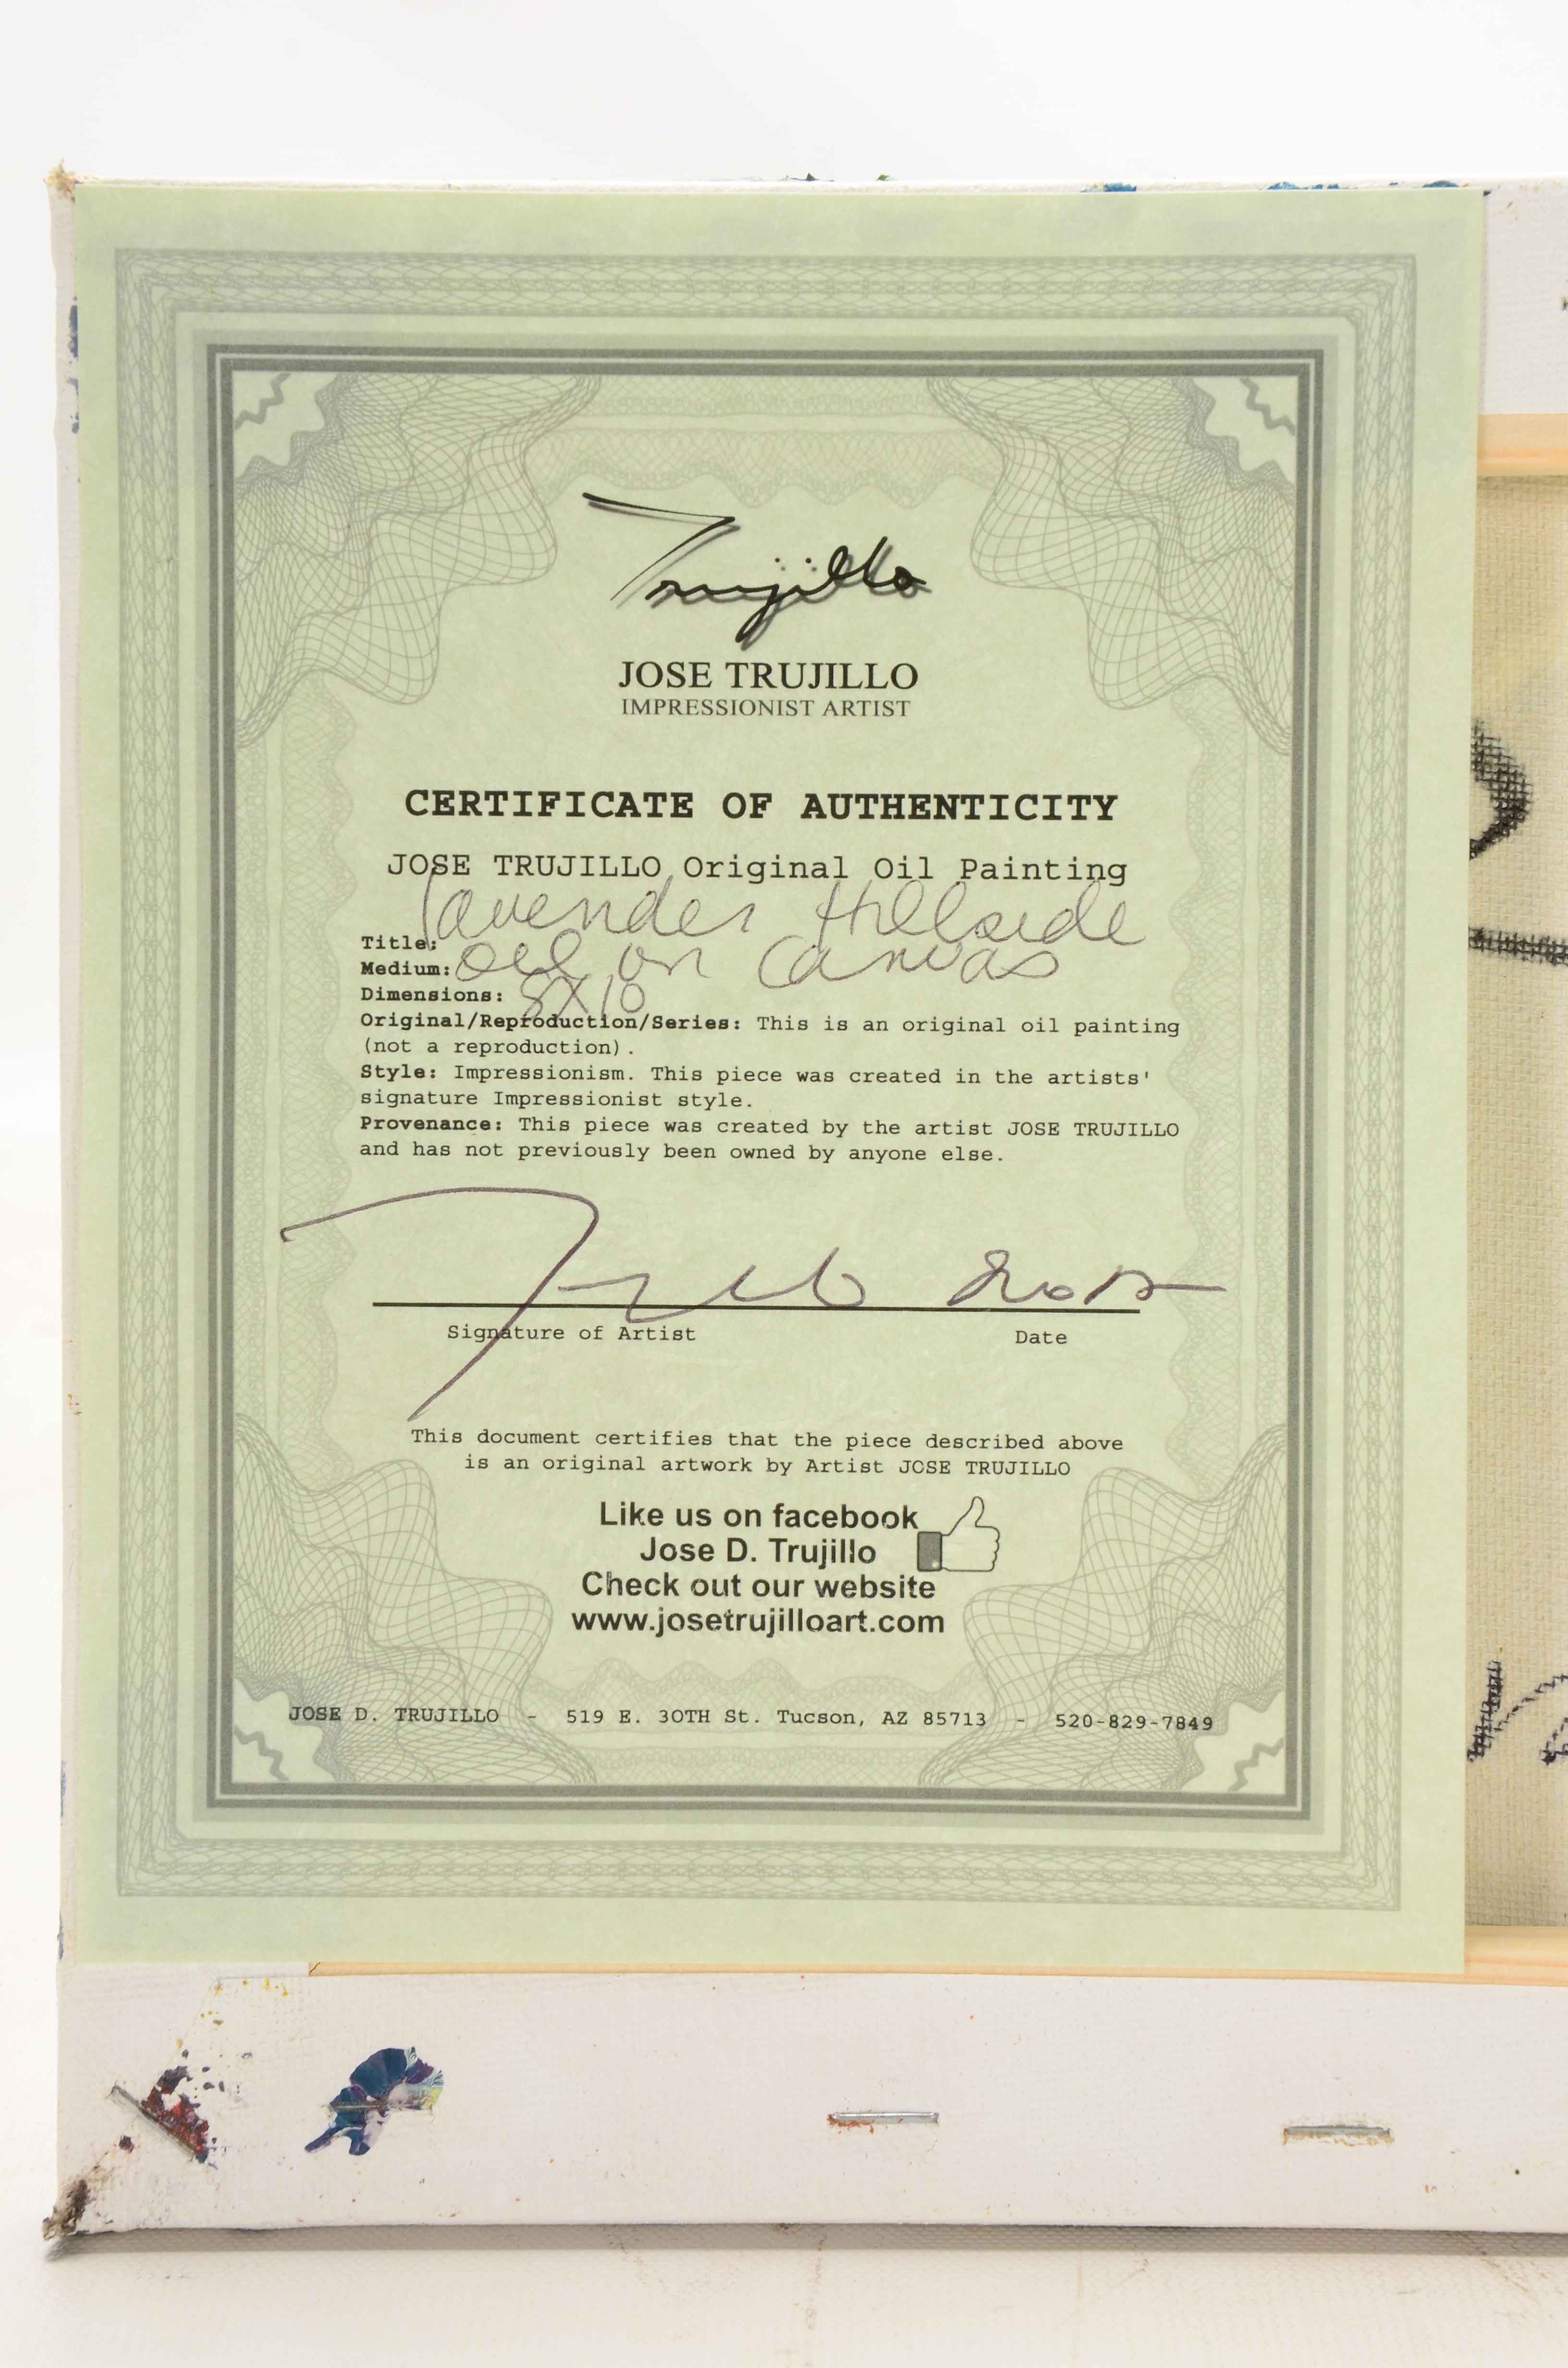 Trujillo
JOSE TRUJILLO
IMPRESSIONIST ARTIST
CERTIFICATE OF AUTHENTICITY
JOSE TRUJILLO Original Oil Painting
Title: Lavender Hillside
Medium: Oil on Canvas
Dimensions: 8X10
Original/Reproduction/Series: This is an original oil painting
(not a reproduction).
Style: Impressionism. This piece was created in the artists'
signature Impressionist style.
Provenance: This piece was created by the artist JOSE TRUJILLO
and has not previously been owned by anyone else.
Signature of Artist Date
This document certifies that the piece described above
is an original artwork by Artist JOSE TRUJILLO
Like us on facebook
Jose D. Trujillo
Check out our website
www.josetrujilloart.com
JOSE D. TRUJILLO - 519 E. 30TH St. Tucson, AZ 85713 - 520-829-7849